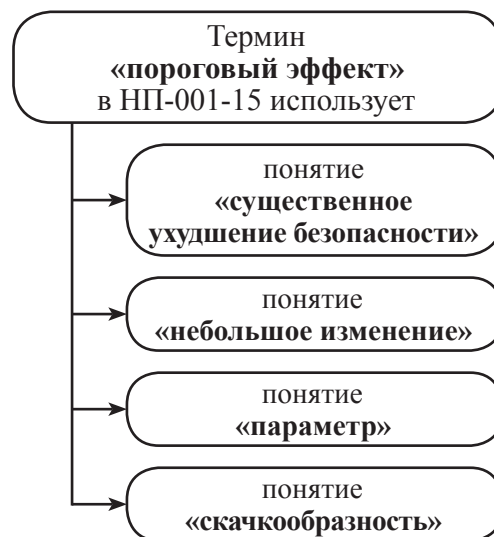 Термин
«пороговый эффект»
в НП-001-15 использует
понятие
«существенное
ухудшение безопасности»
понятие
«небольшое изменение»
понятие
«параметр»
понятие
«скачкообразность»